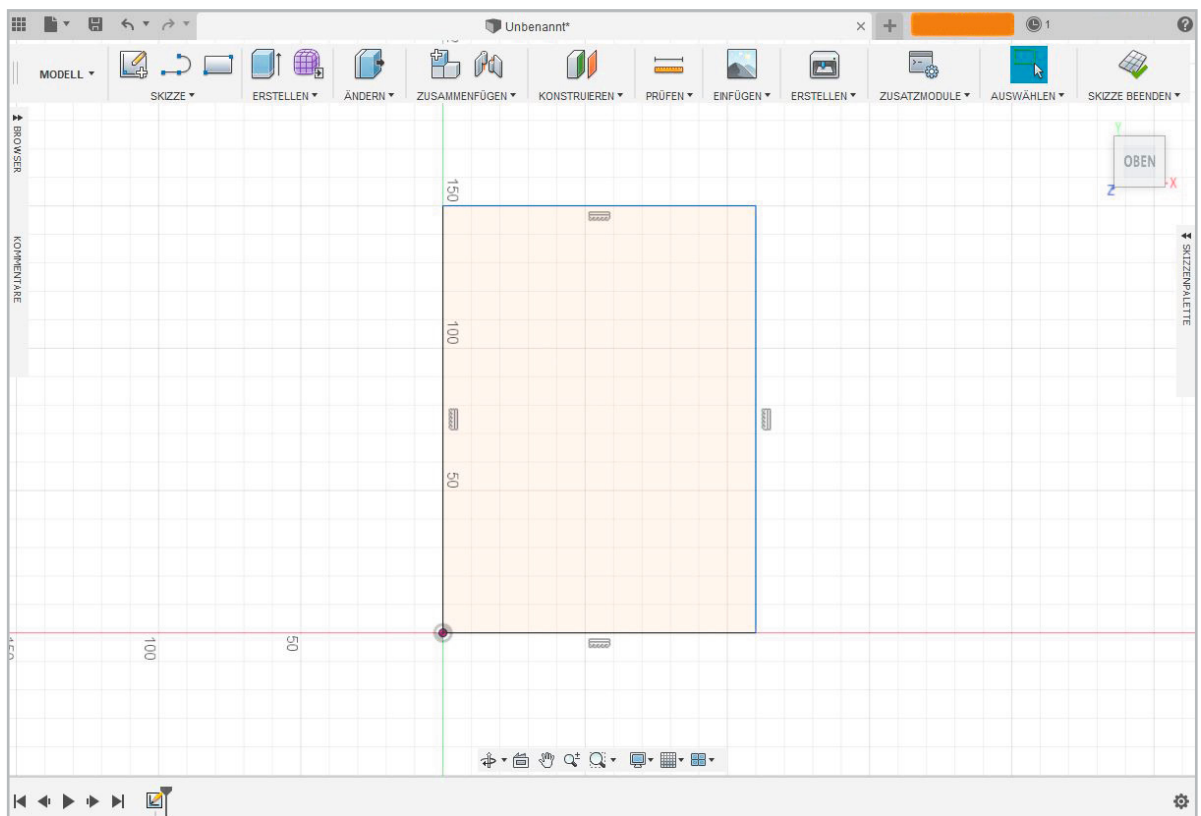 Unbenannt*
1
MODELL
SKIZZE
ERSTELLEN
ÄNDERN
ZUSAMMENFÜGEN
KONSTRUIEREN
PRÜFEN
EINFÜGEN
ERSTELLEN
ZUSATZMODULE
AUSWÄHLEN
SKIZZE BEENDEN
BROWSER
KOMMENTARE
Y
OBEN
Z
X
SKIZZENPALETTE
150
100
50
100
50